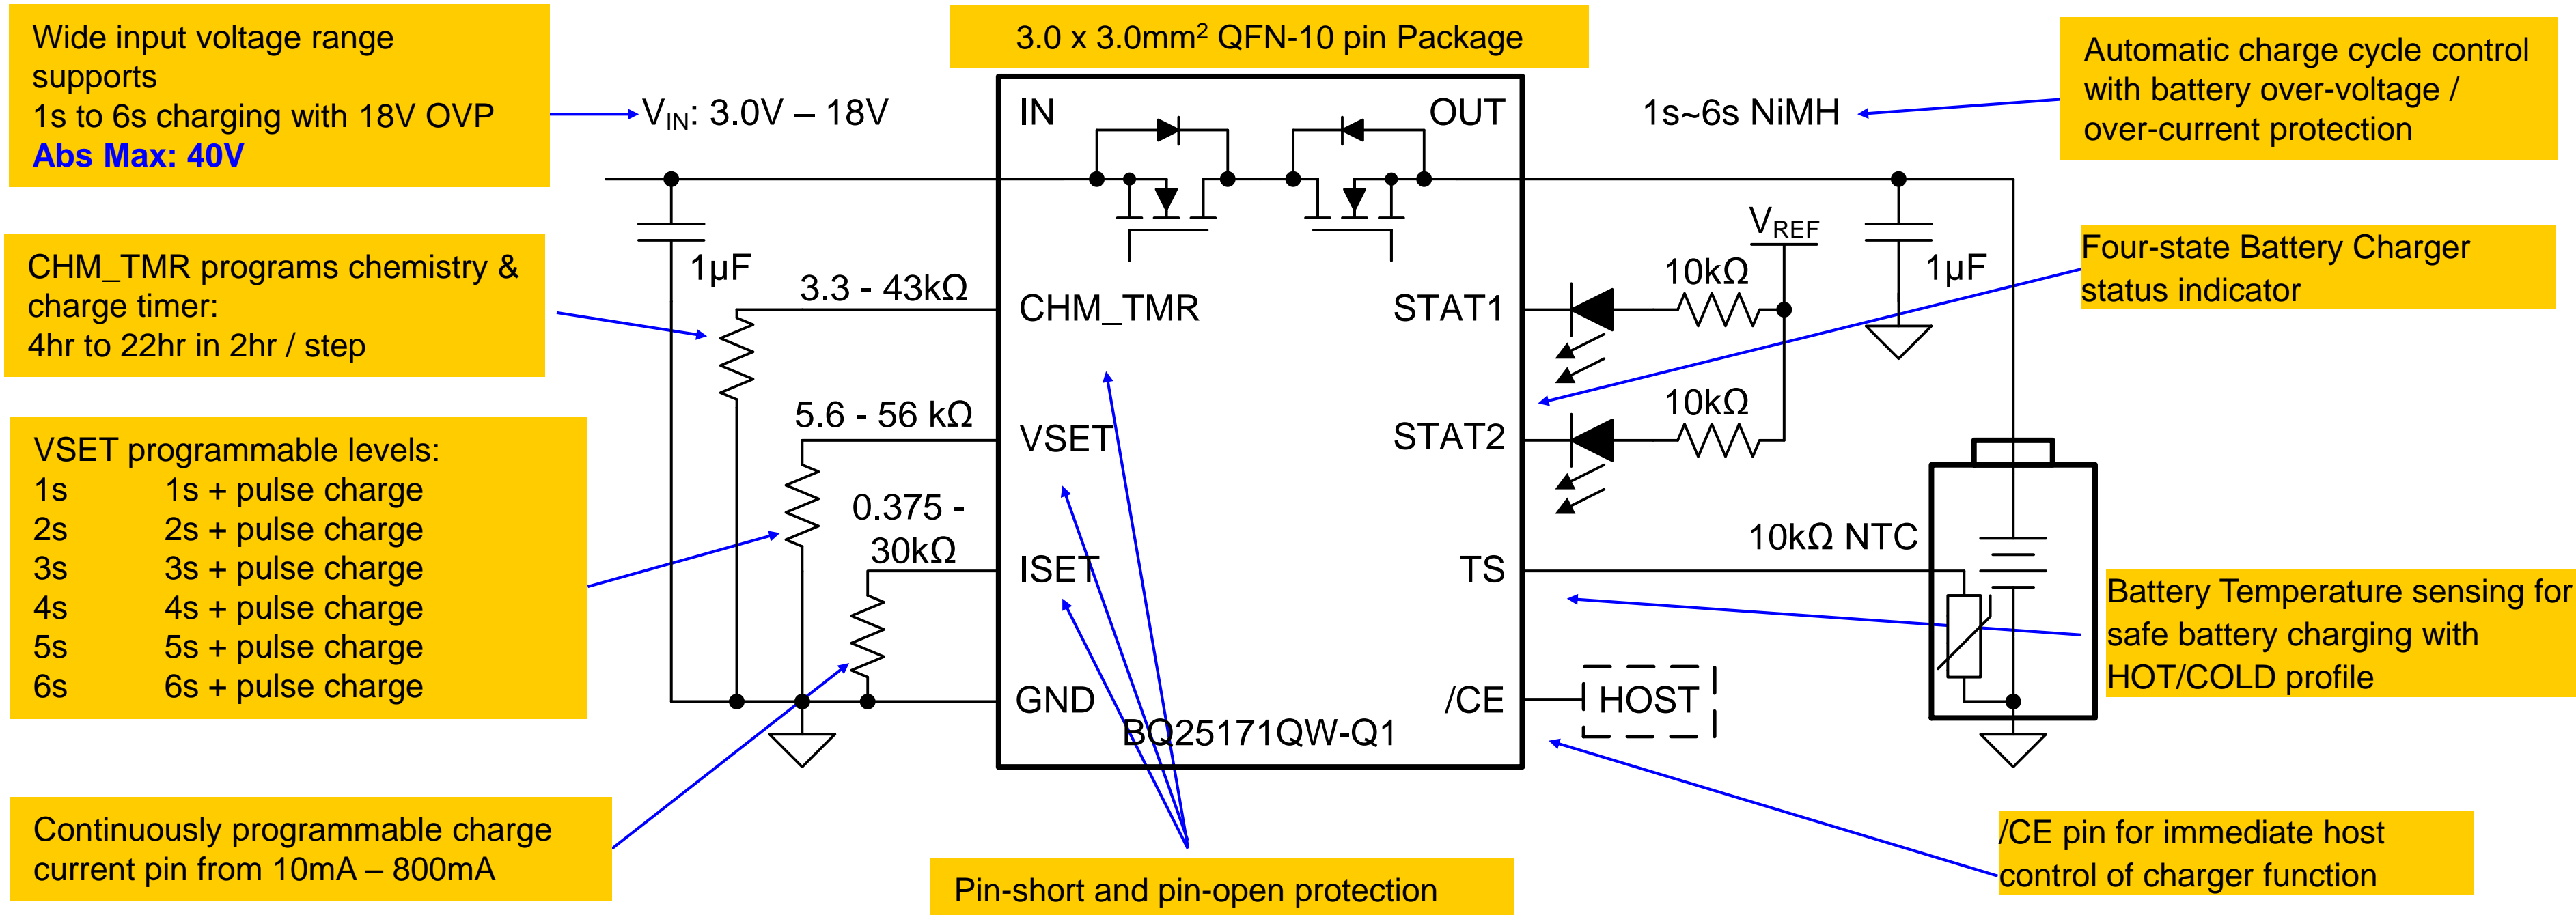 Wide input voltage range
supports
1s to 6s charging with 18V OVP
Abs Max: 40V
3.0 x 3.0mm² QFN-10 pin Package
Automatic charge cycle control
with battery over-voltage /
over-current protection
V_IN: 3.0V – 18V
IN
OUT
1s~6s NiMH
CHM_TMR programs chemistry &
charge timer:
4hr to 22hr in 2hr / step
1µF
3.3 - 43kΩ
CHM_TMR
STAT1
10kΩ
V_REF
1µF
Four-state Battery Charger
status indicator
VSET programmable levels:
1s 1s + pulse charge
2s 2s + pulse charge
3s 3s + pulse charge
4s 4s + pulse charge
5s 5s + pulse charge
6s 6s + pulse charge
5.6 - 56 kΩ
VSET
STAT2
10kΩ
0.375 -
30kΩ
ISET
TS
10kΩ NTC
Battery Temperature sensing for
safe battery charging with
HOT/COLD profile
GND
/CE
HOST
BQ25171QW-Q1
Continuously programmable charge
current pin from 10mA – 800mA
Pin-short and pin-open protection
/CE pin for immediate host
control of charger function